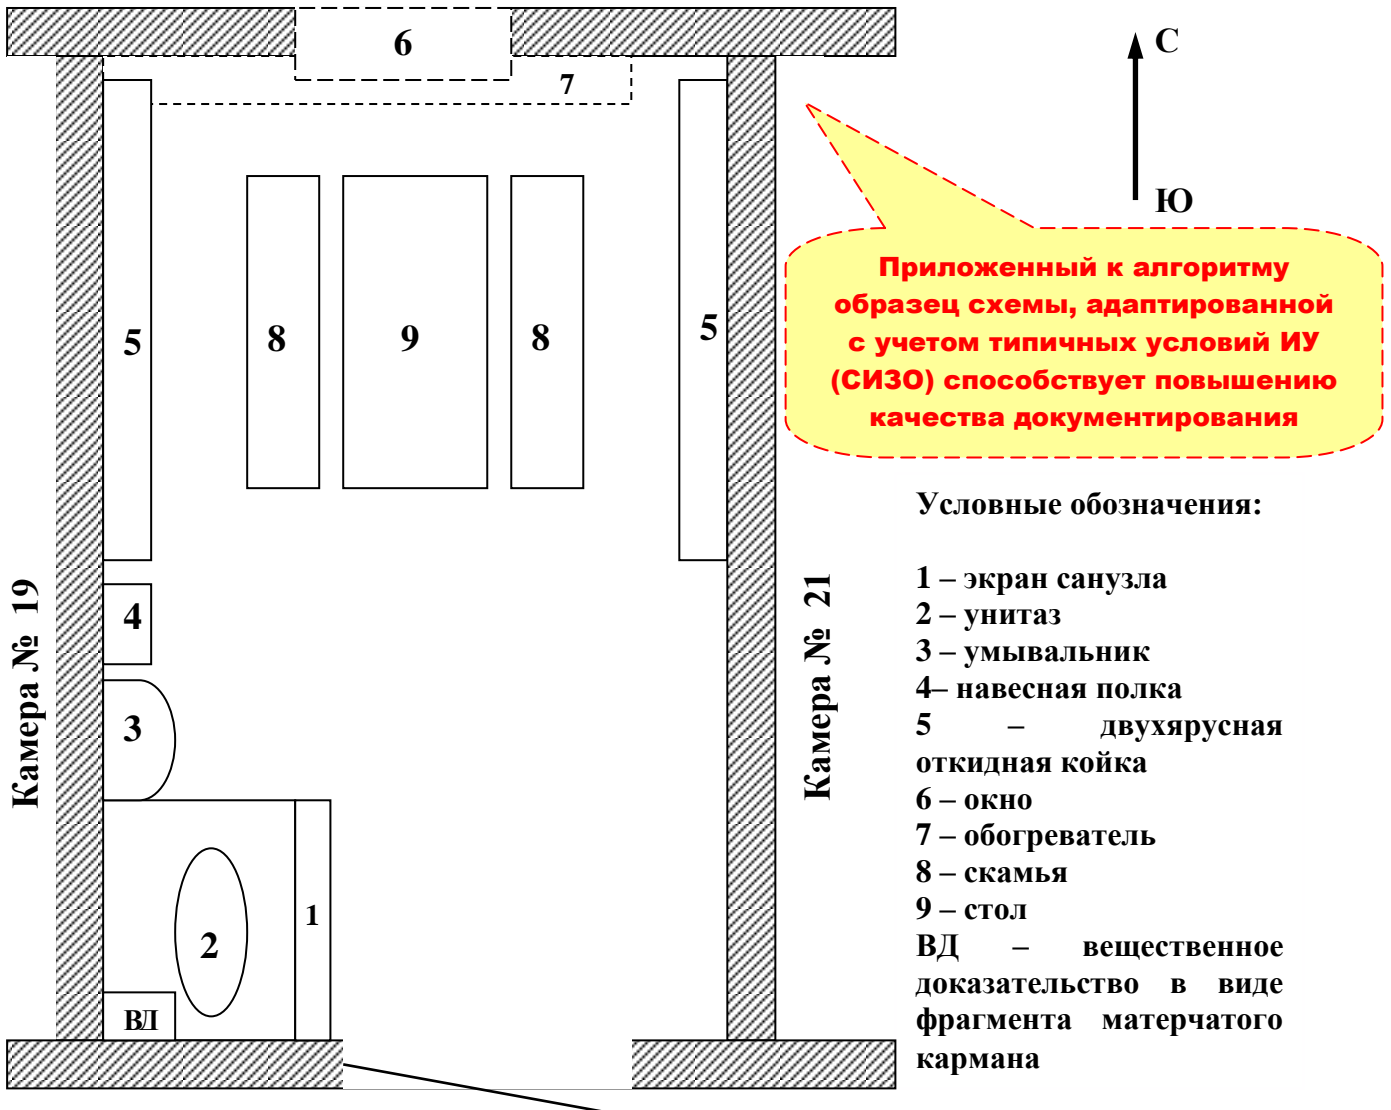 6
С
7
Ю
Приложенный к алгоритму
образец схемы, адаптированной
с учетом типичных условий ИУ
(СИЗО) способствует повышению
качества документирования
5
8
9
8
5
Условные обозначения:
1 – экран санузла
2 – унитаз
3 – умывальник
4– навесная полка
5 – двухярусная
откидная койка
6 – окно
7 – обогреватель
8 – скамья
9 – стол
ВД – вещественное
доказательство в виде
фрагмента матерчатого
кармана
Камера № 19
4
3
Камера № 21
1
2
ВД